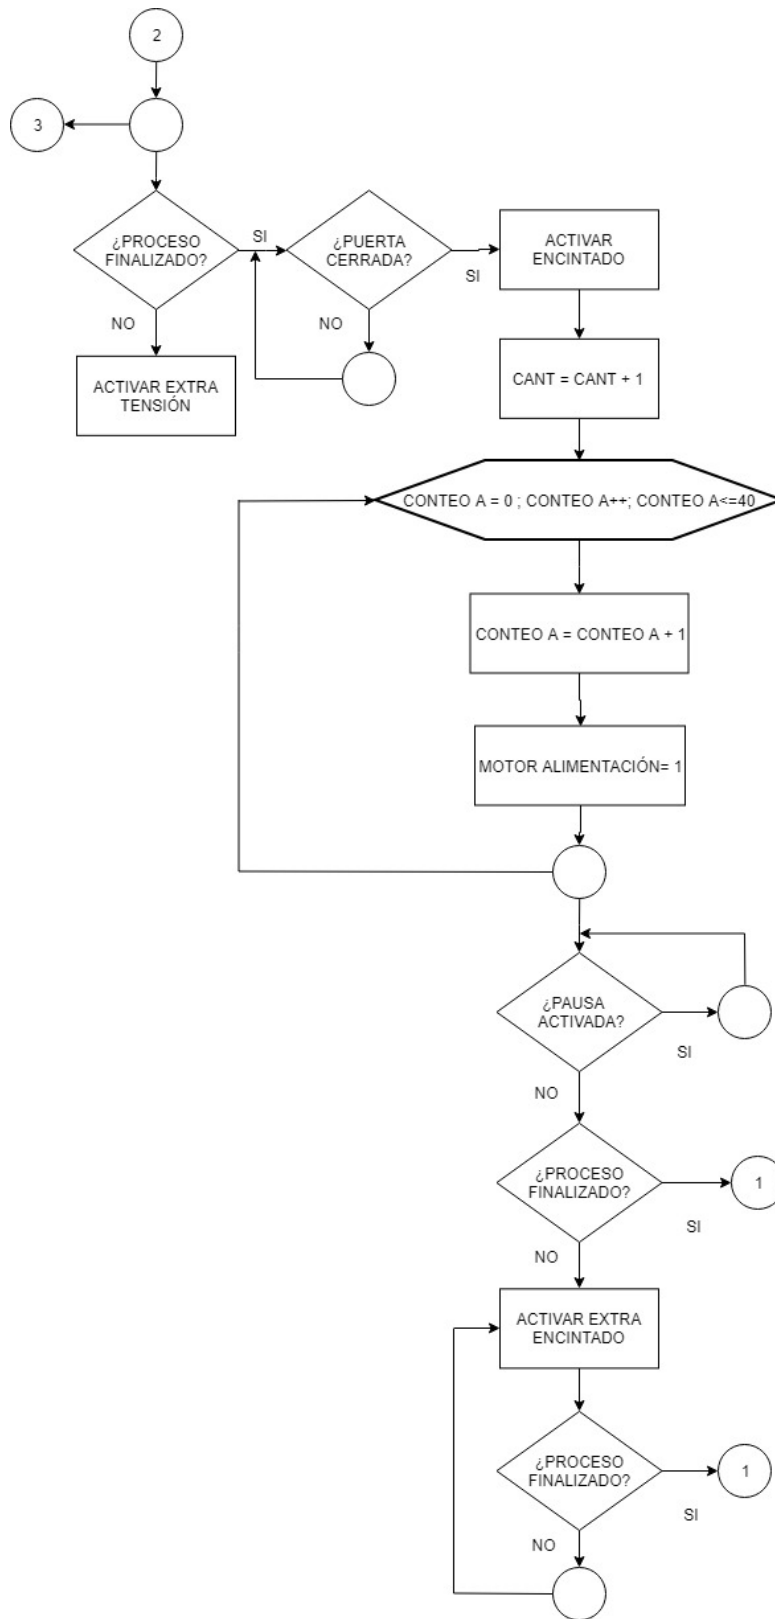 2
3
¿PROCESO
FINALIZADO?
SI
¿PUERTA
CERRADA?
SI
ACTIVAR
ENCINTADO
NO
NO
ACTIVAR EXTRA
TENSIÓN
CANT = CANT + 1
CONTEO A = 0 ; CONTEO A++; CONTEO A<=40
CONTEO A = CONTEO A + 1
MOTOR ALIMENTACIÓN= 1
¿PAUSA
ACTIVADA?
SI
NO
¿PROCESO
FINALIZADO?
1
SI
NO
ACTIVAR EXTRA
ENCINTADO
¿PROCESO
FINALIZADO?
1
SI
NO